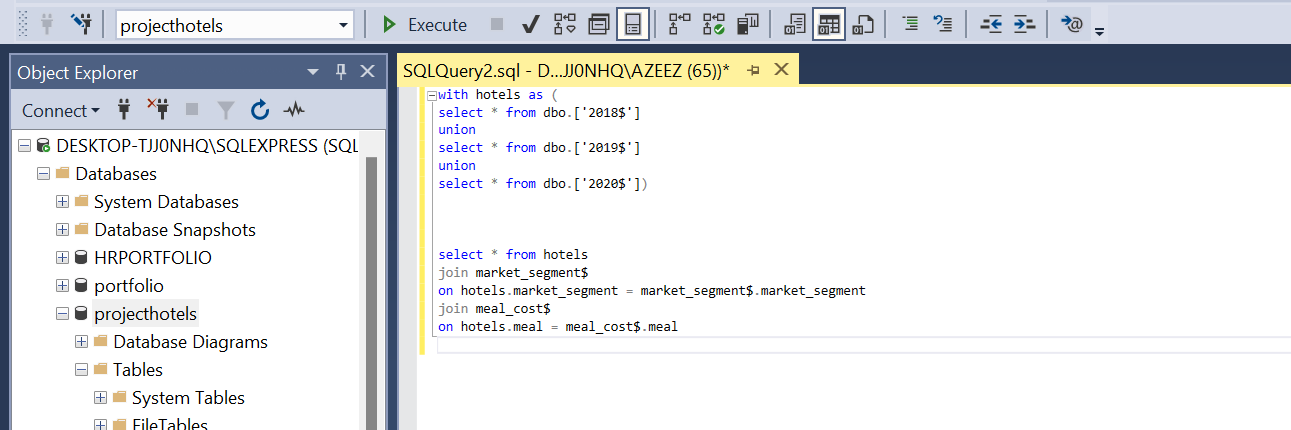 projecthotels
Execute
Object Explorer
Connect
DESKTOP-TJJ0NHQ\SQLEXPRESS (SQL
Databases
System Databases
Database Snapshots
HRPORTFOLIO
portfolio
projecthotels
Database Diagrams
Tables
System Tables
FileTables
SQLQuery2.sql - D...JJ0NHQ\AZEEZ (65))*
with hotels as (
select * from dbo.['2018$']
union
select * from dbo.['2019$']
union
select * from dbo.['2020$'])
select * from hotels
join market_segment$
on hotels.market_segment = market_segment$.market_segment
join meal_cost$
on hotels.meal = meal_cost$.meal